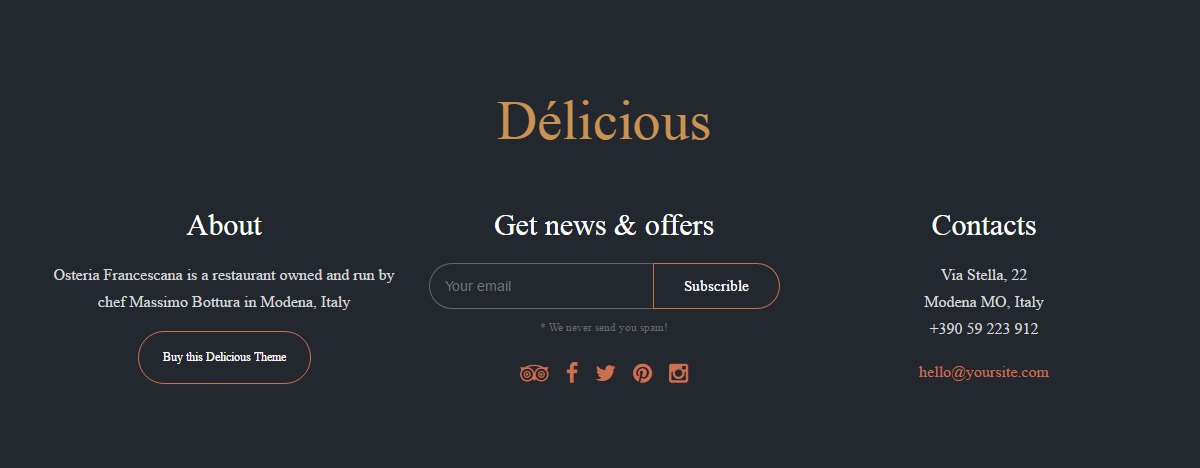 Délicious
About
Osteria Francescana is a restaurant owned and run by
chef Massimo Bottura in Modena, Italy
Buy this Delicious Theme
Get news & offers
Your email
Subscrible
* We never send you spam!
Contacts
Via Stella, 22
Modena MO, Italy
+390 59 223 912
hello@yoursite.com